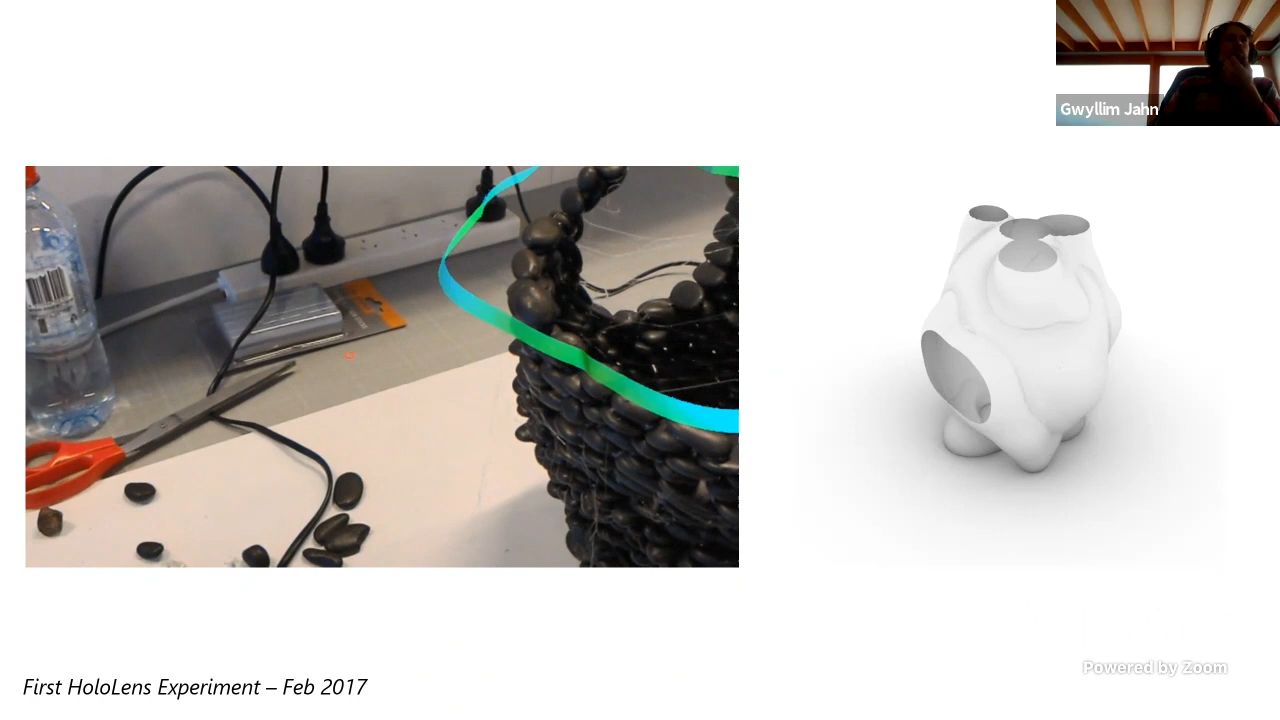 Gwyllim Jahn
First HoloLens Experiment – Feb 2017
Powered by Zoom